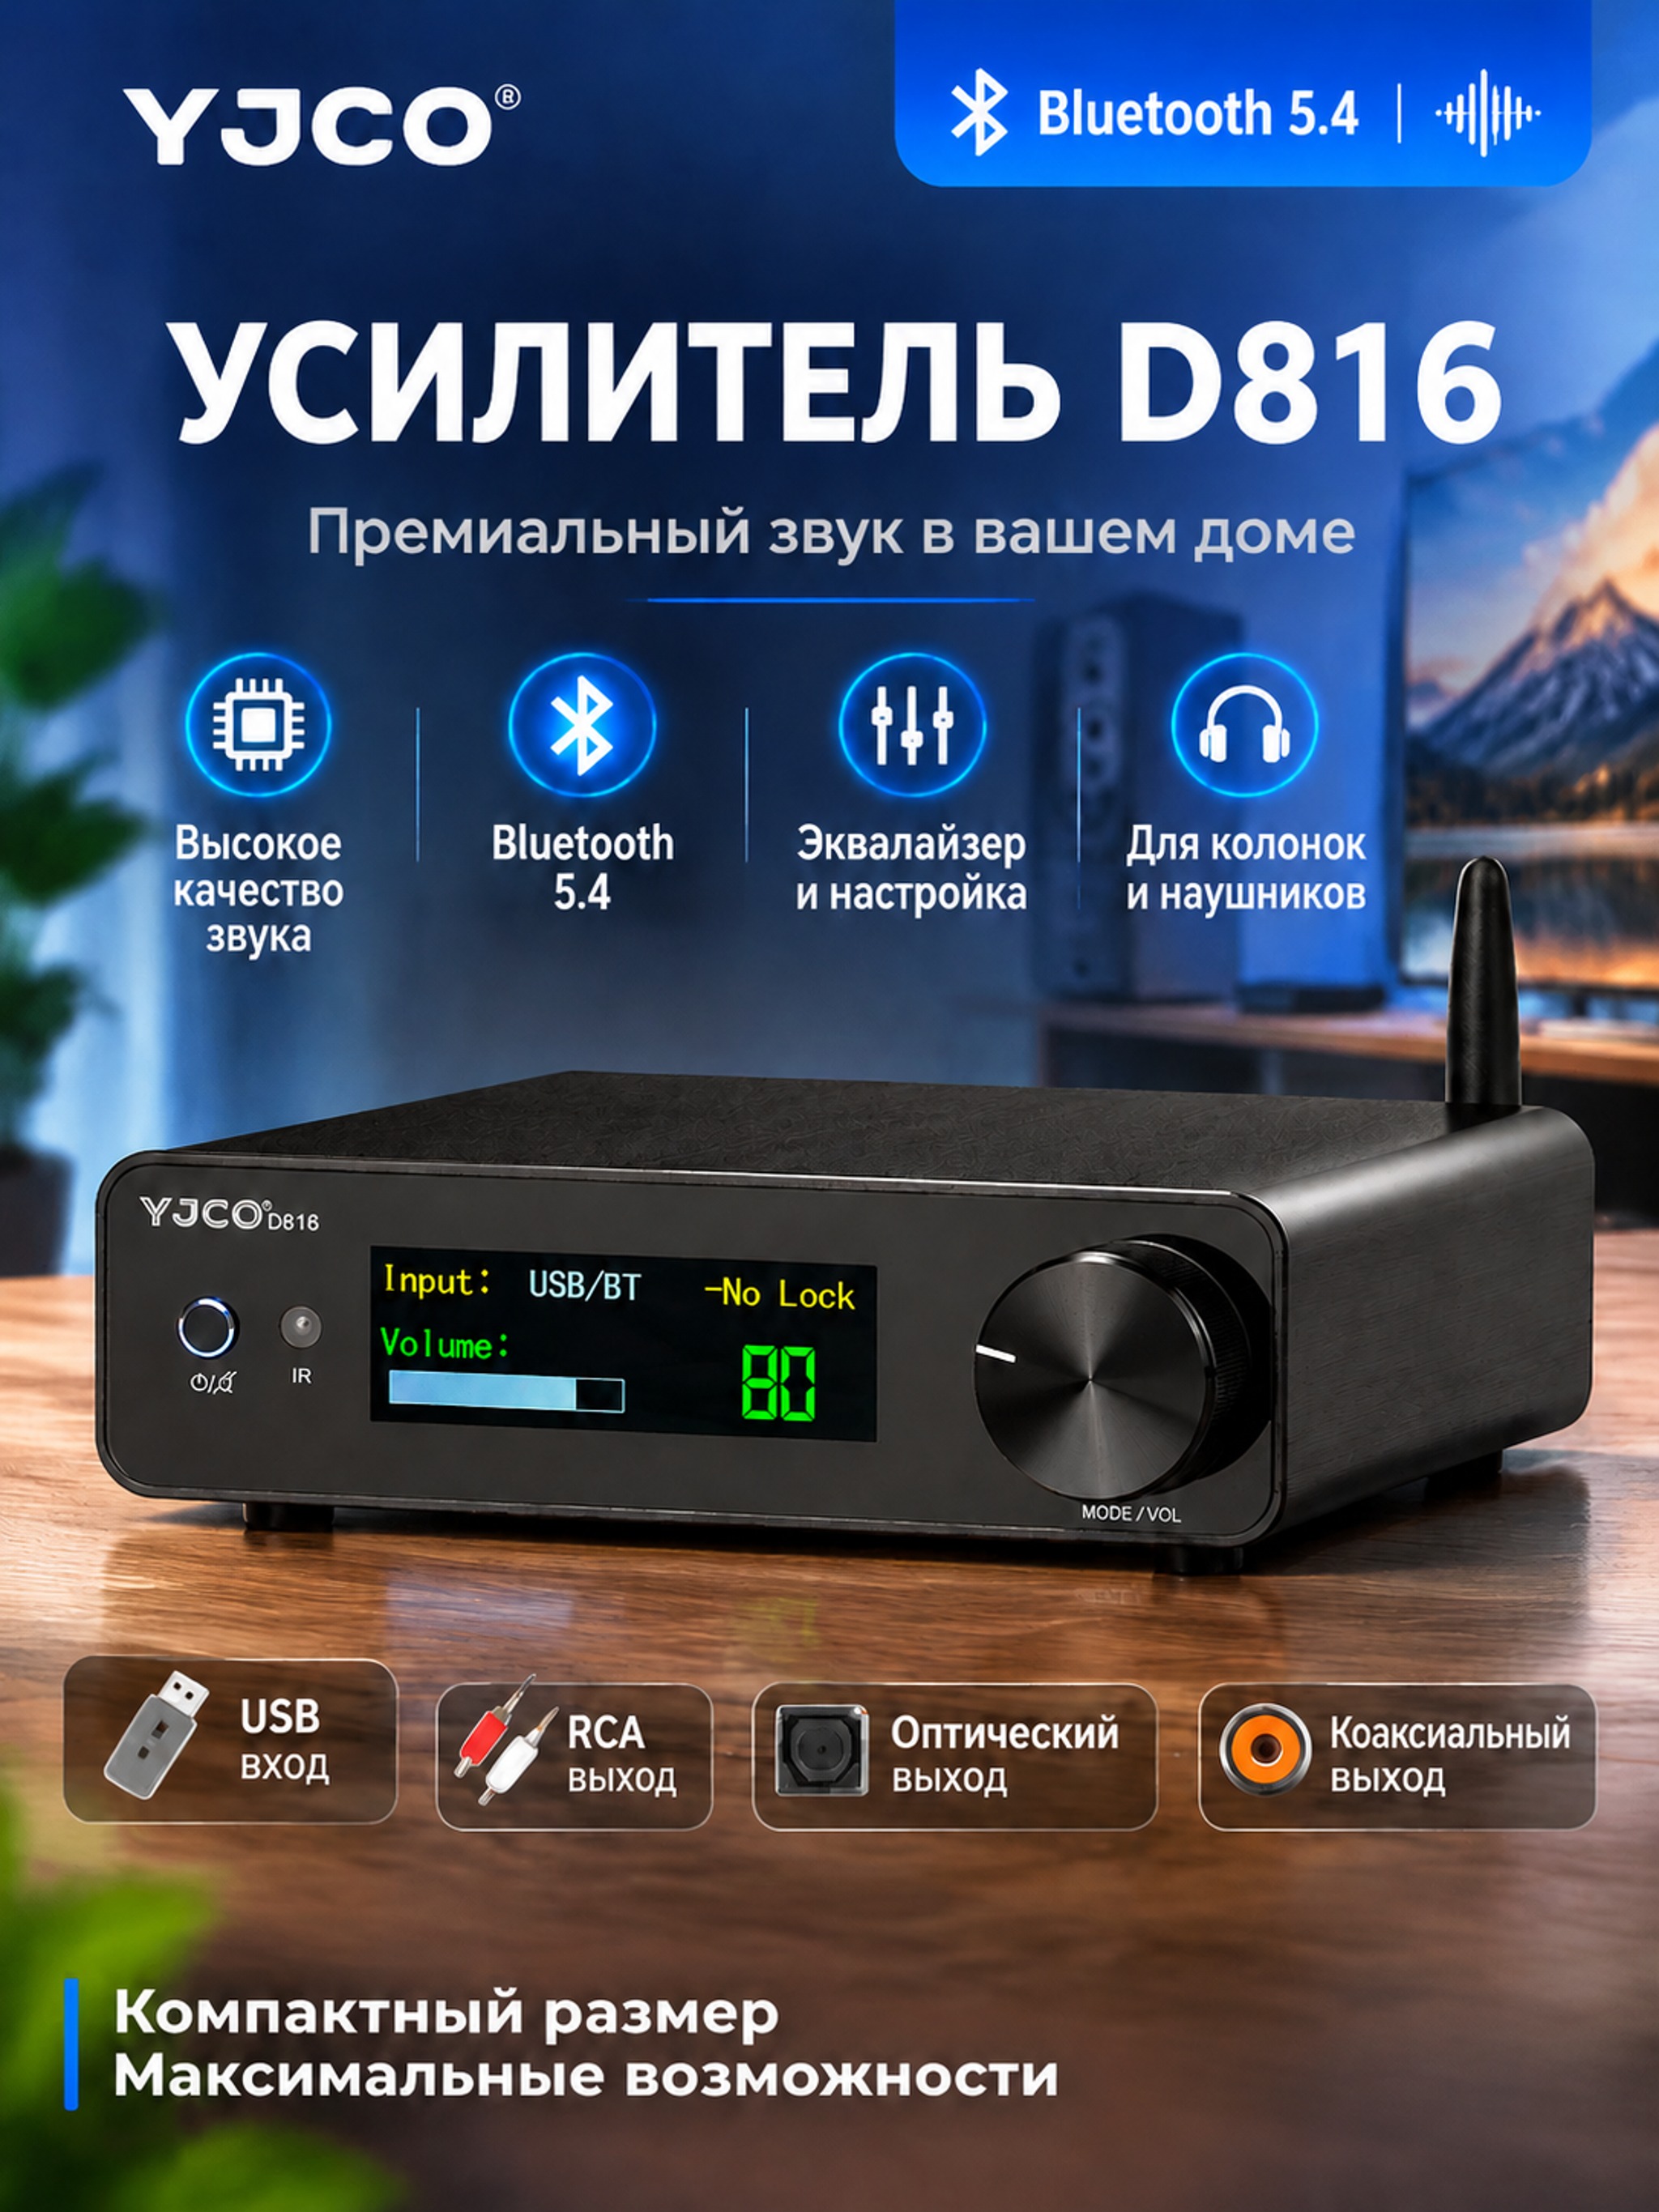 YJCO®
Bluetooth 5.4
УСИЛИТЕЛЬ D816
Премиальный звук в вашем доме
Высокое
качество
звука
Bluetooth
5.4
Эквалайзер
и настройка
Для колонок
и наушников
YJCO® D816
Input: USB/BT -No Lock
Volume: 80
IR
MODE/VOL
USB
вход
RCA
выход
Оптический
выход
Коаксиальный
выход
Компактный размер
Максимальные возможности